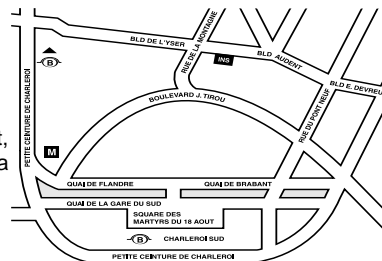 BLD DE L'YSER
RUE DE LA MONTAGNE
INS
BLD AUDENT
BLD E. DEVREU
B
PETITE CEINTURE DE CHARLEROI
BOULEVARD J. TIROU
RUE DU PONT NEUF
t,
a
M
QUAI DE FLANDRE
QUAI DE BRABANT
QUAI DE LA GARE DU SUD
SQUARE DES
MARTYRS DU 18 AOUT
B
CHARLEROI SUD
PETITE CEINTURE DE CHARLEROI